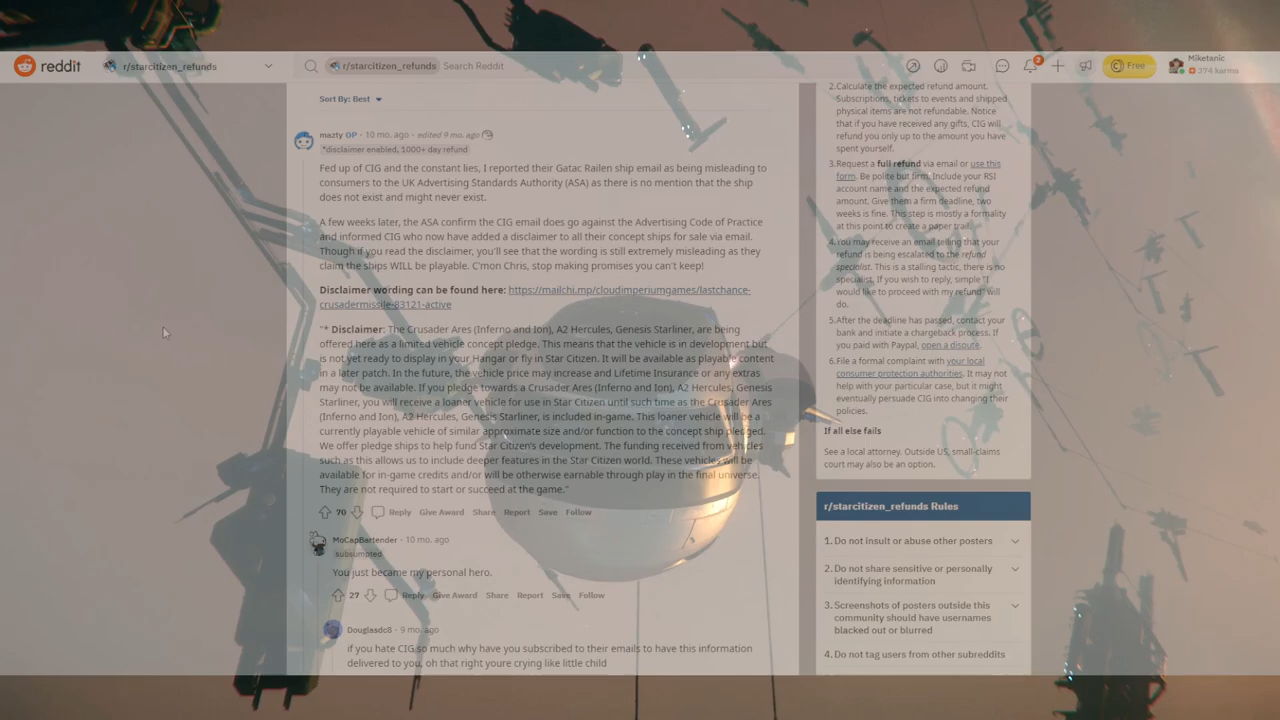 reddit
r/starcitizen_refunds
r/starcitizen_refunds
Search Reddit
2
Free
Miketanic
374 karma
Sort By: Best
mazty OP · 10 mo. ago · edited 9 mo. ago
*disclaimer enabled, 1000+ day refund
Fed up of CIG and the constant lies, I reported their Gatac Railen ship email as being misleading to
consumers to the UK Advertising Standards Authority (ASA) as there is no mention that the ship
does not exist and might never exist.
A few weeks later, the ASA confirm the CIG email does go against the Advertising Code of Practice
and informed CIG who now have added a disclaimer to all their concept ships for sale via email.
Though if you read the disclaimer, you'll see that the wording is still extremely misleading as they
claim the ships WILL be playable. C'mon Chris, stop making promises you can't keep!
Disclaimer wording can be found here: https://mailchi.mp/cloudimperiumgames/lastchance-
crusadermissile-83121-active
"* Disclaimer: The Crusader Ares (Inferno and Ion), A2 Hercules, Genesis Starliner, are being
offered here as a limited vehicle concept pledge. This means that the vehicle is in development but
is not yet ready to display in your Hangar or fly in Star Citizen. It will be available as playable content
in a later patch. In the future, the vehicle price may increase and Lifetime Insurance or any extras
may not be available. If you pledge towards a Crusader Ares (Inferno and Ion), A2 Hercules, Genesis
Starliner, you will receive a loaner vehicle for use in Star Citizen until such time as the Crusader Ares
(Inferno and Ion), A2 Hercules, Genesis Starliner, is included in-game. This loaner vehicle will be a
currently playable vehicle of similar approximate size and/or function to the concept ship pledged.
We offer pledge ships to help fund Star Citizen's development. The funding received from vehicles
such as this allows us to include deeper features in the Star Citizen world. These vehicles will be
available for in-game credits and/or will be otherwise earnable through play in the final universe.
They are not required to start or succeed at the game."
70 Reply Give Award Share Report Save Follow
MoCapBartender · 10 mo. ago
subsumpted
You just became my personal hero.
27 Reply Give Award Share Report Save Follow
Douglasdc6 · 9 mo. ago
if you hate CIG so much why have you subscribed to their emails to have this information
delivered to you, oh that right youre crying like little child
2. Calculate the expected refund amount.
Subscriptions, tickets to events and shipped
physical items are not refundable. Notice
that if you have received any gifts, CIG will
refund you only up to the amount you have
spent yourself.
3. Request a full refund via email or use this
form. Be polite but firm. Include your RSI
account name and the expected refund
amount. Give them a firm deadline, two
weeks is fine. This step is mostly a formality
at this point to create a paper trail.
4. You may receive an email telling that your
refund is being escalated to the refund
specialist. This is a stalling tactic, there is no
specialist. If you wish to reply, simple "I
would like to proceed with my refund" will
do.
5. After the deadline has passed, contact your
bank and initiate a chargeback process. If
you paid with Paypal, open a dispute.
6. File a formal complaint with your local
consumer protection authorities. It may not
help with your particular case, but it might
eventually persuade CIG into changing their
policies.
If all else fails
See a local attorney. Outside US, small-claims
court may also be an option.
r/starcitizen_refunds Rules
1. Do not insult or abuse other posters
2. Do not share sensitive or personally
identifying information
3. Screenshots of posters outside this
community should have usernames
blacked out or blurred
4. Do not tag users from other subreddits